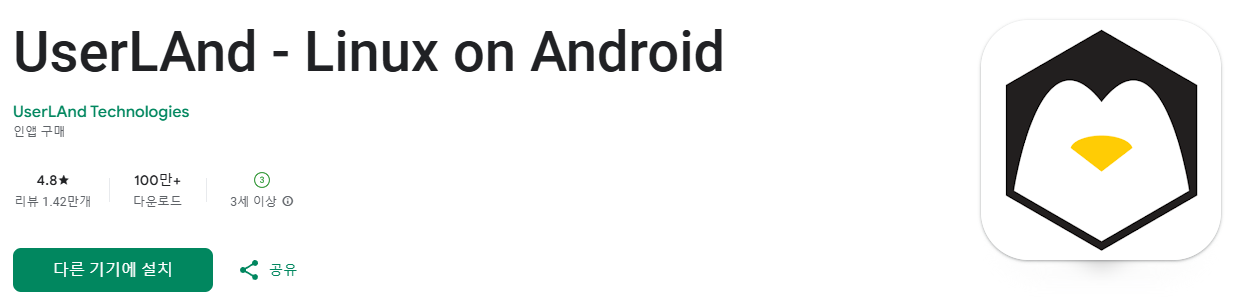 UserLAnd - Linux on Android
UserLAnd Technologies
인앱 구매
4.8★ 100만+ 3
리뷰 1.42만개 다운로드 3세 이상
다른 기기에 설치 공유